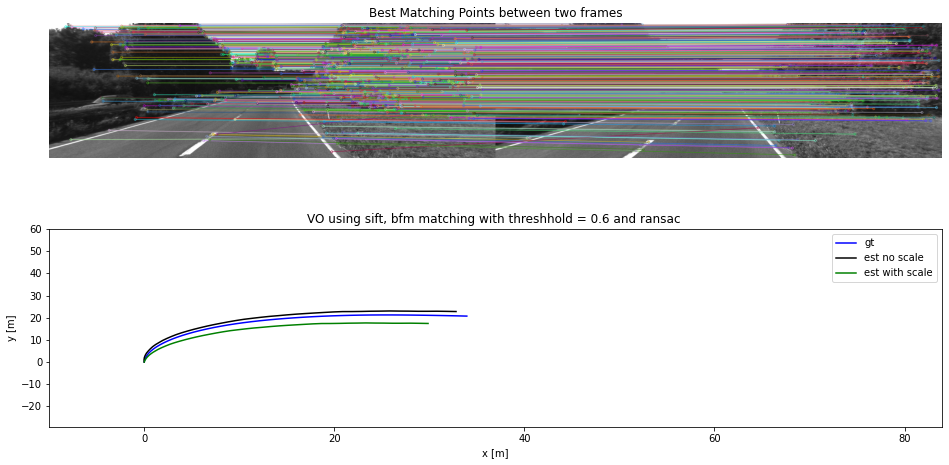 Best Matching Points between two frames
VO using sift, bfm matching with threshhold = 0.6 and ransac
gt
est no scale
est with scale
y [m]
60
50
40
30
20
10
0
−10
−20
0
20
40
60
80
x [m]